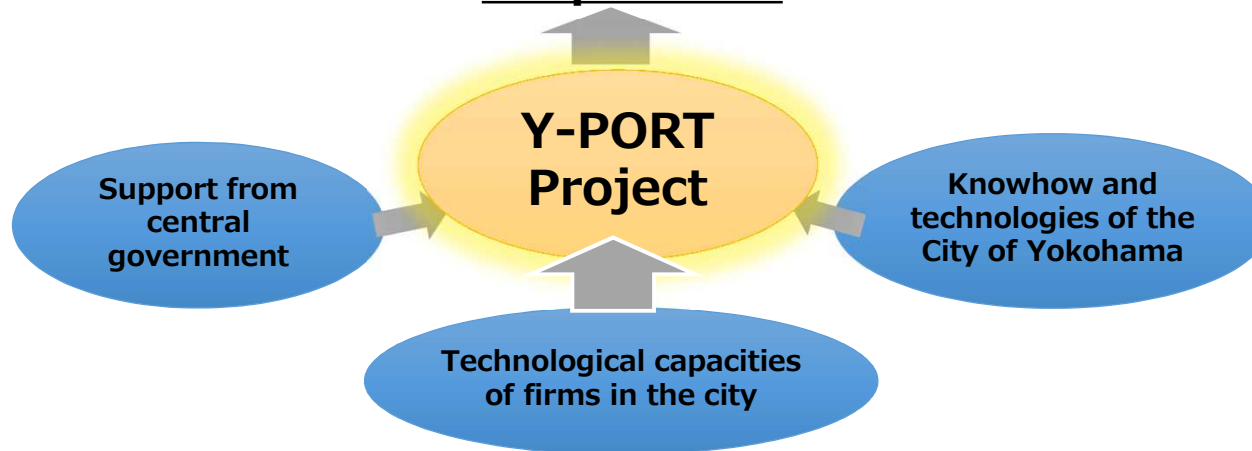 Y-PORT
Project
Support from
central
government
Knowhow and
technologies of the
City of Yokohama
Technological capacities
of firms in the city